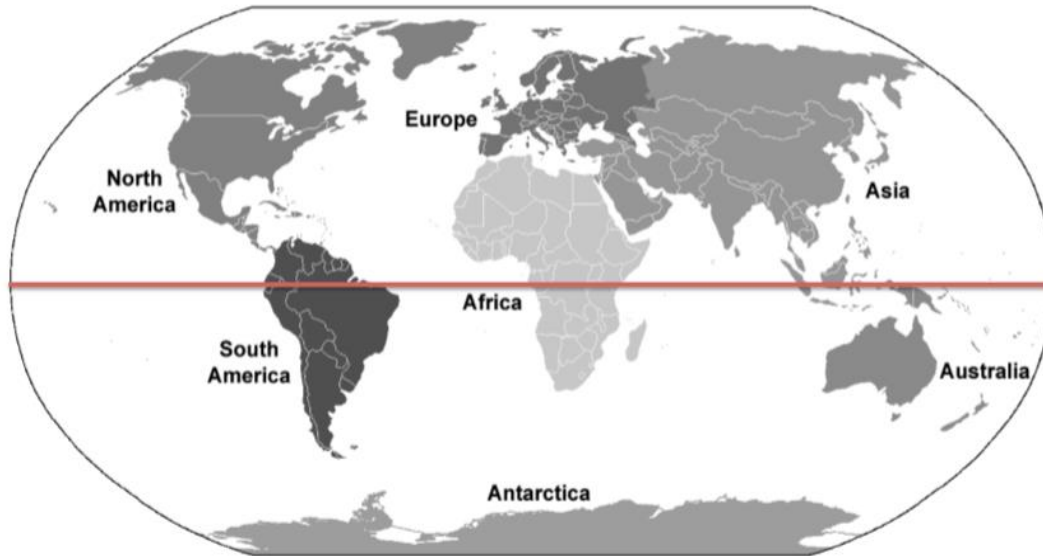 Europe
North
America
Asia
Africa
South
America
Australia
Antarctica